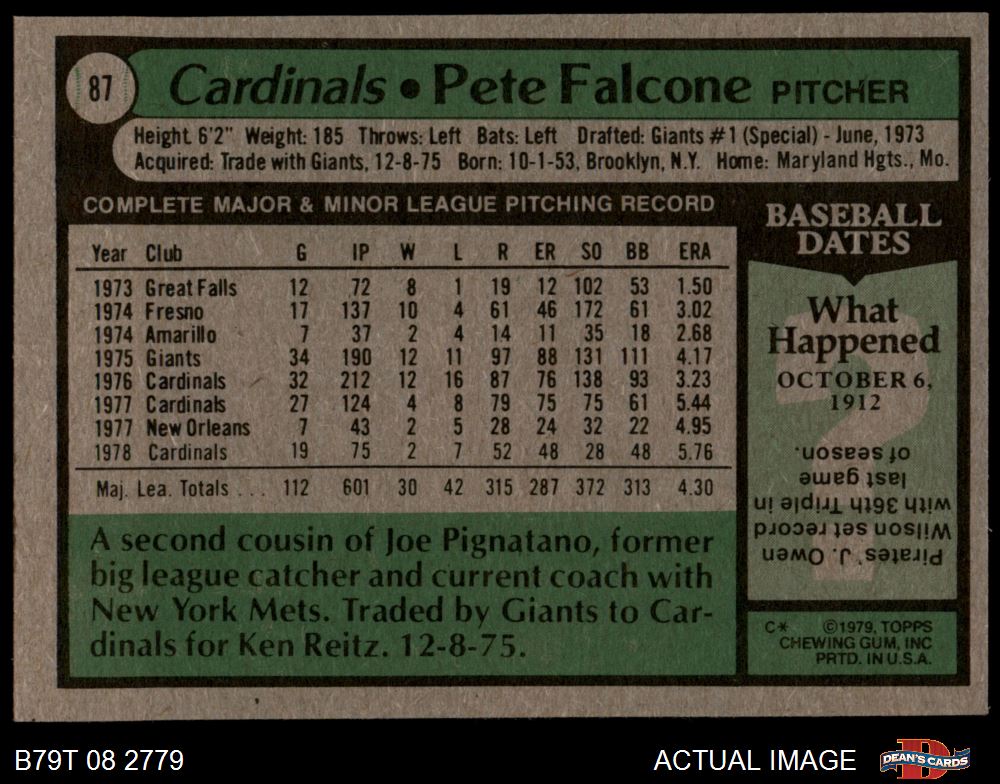 87
Cardinals • Pete Falcone PITCHER
Height. 6'2" Weight: 185 Throws: Left Bats: Left Drafted: Giants #1 (Special) - June, 1973
Acquired: Trade with Giants, 12-8-75 Born: 10-1-53, Brooklyn, N.Y. Home: Maryland Hgts., Mo.
COMPLETE MAJOR & MINOR LEAGUE PITCHING RECORD
Year Club G IP W L R ER SO BB ERA
1973 Great Falls 12 72 8 1 19 12 102 53 1.50
1974 Fresno 17 137 10 4 61 46 172 61 3.02
1974 Amarillo 7 37 2 4 14 11 35 18 2.68
1975 Giants 34 190 12 11 97 88 131 111 4.17
1976 Cardinals 32 212 12 16 87 76 138 93 3.23
1977 Cardinals 27 124 4 8 79 75 75 61 5.44
1977 New Orleans 7 43 2 5 28 24 32 22 4.95
1978 Cardinals 19 75 2 7 52 48 28 48 5.76
Maj. Lea. Totals . . . 112 601 30 42 315 287 372 313 4.30
A second cousin of Joe Pignatano, former
big league catcher and current coach with
New York Mets. Traded by Giants to Car-
dinals for Ken Reitz. 12-8-75.
BASEBALL
DATES
What
Happened
OCTOBER 6,
1912
Pirates' J. Owen
Wilson set record
with 36th Triple in
last game
of season.
C* ©1979, TOPPS
CHEWING GUM, INC
PRTD. IN U.S.A.
B79T 08 2779
ACTUAL IMAGE
DEAN'S CARDS